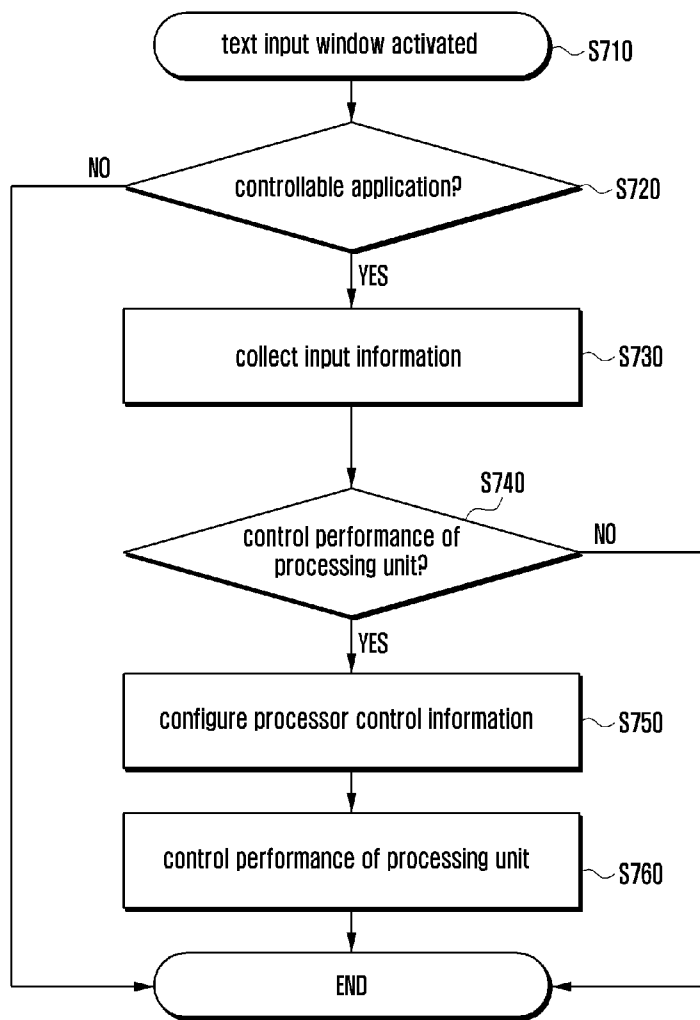 text input window activated
S710
NO
controllable application?
S720
YES
collect input information
S730
S740
control performance of
processing unit?
NO
YES
configure processor control information
S750
control performance of processing unit
S760
END